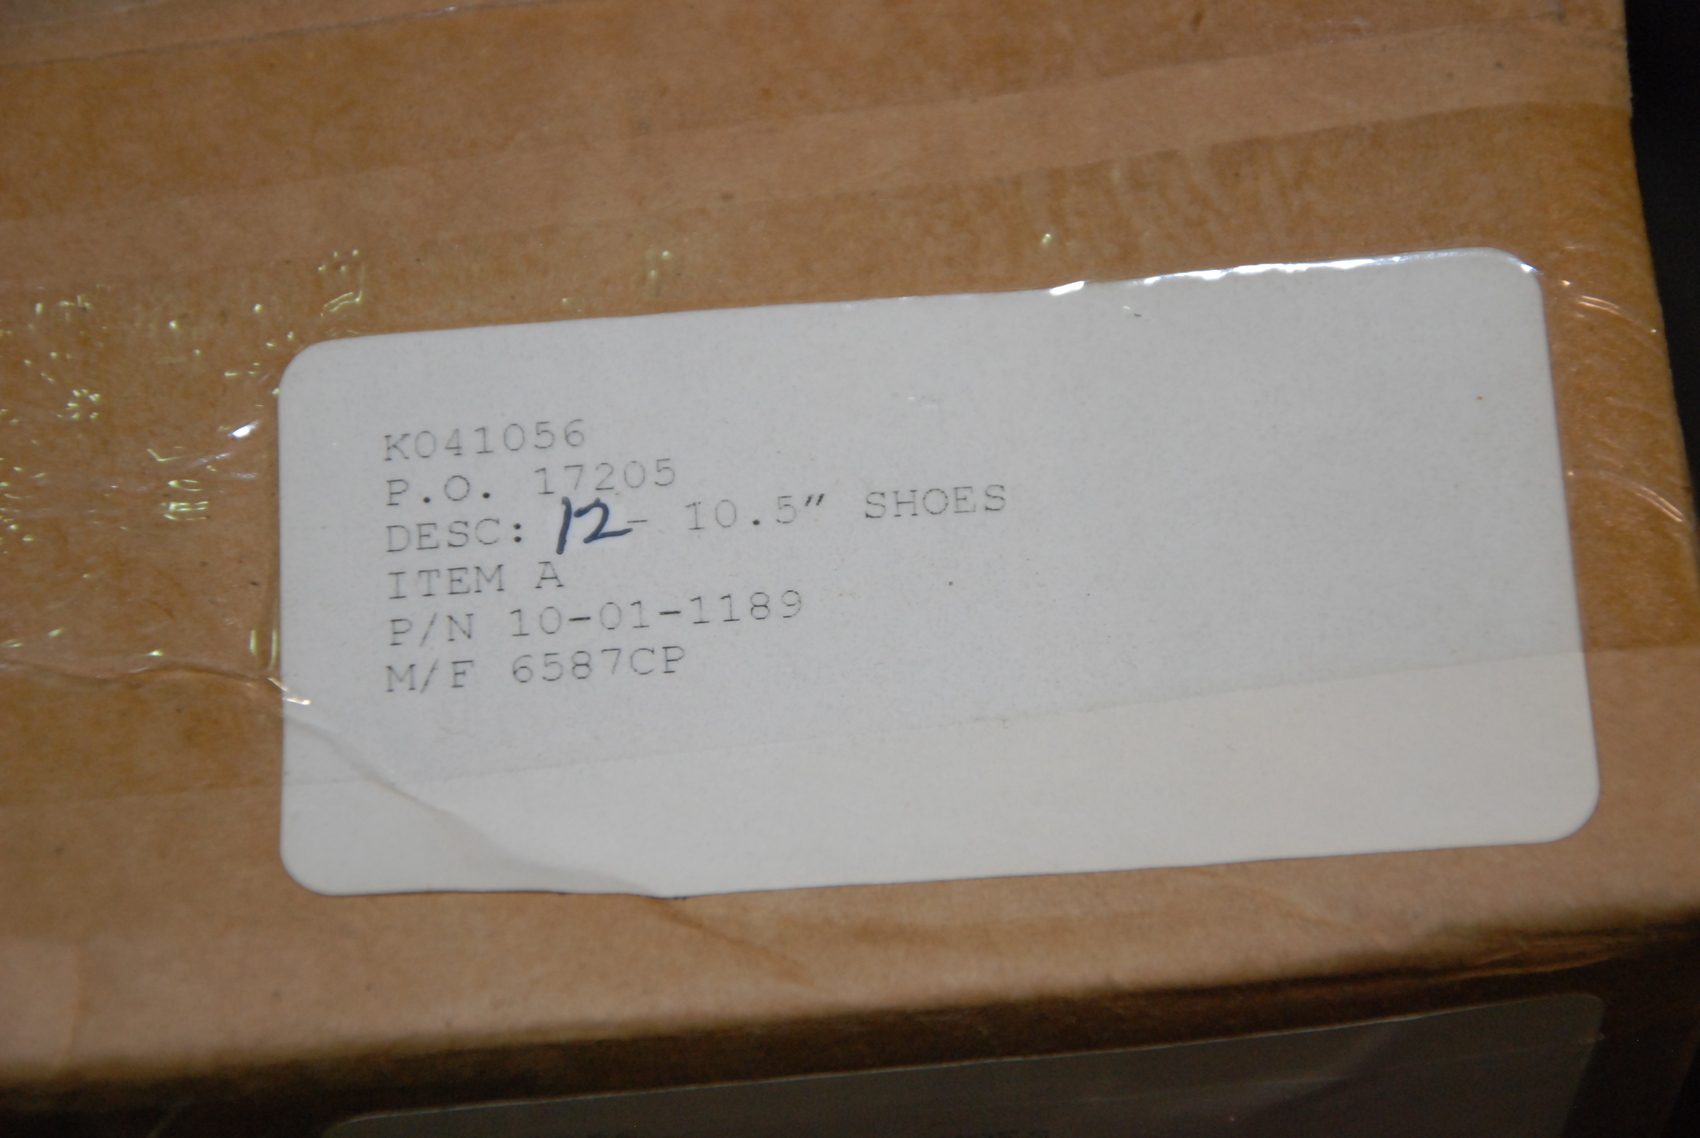 K041056
P.O. 17205
DESC: 12- 10.5" SHOES
ITEM A
P/N 10-01-1189
M/F 6587CP